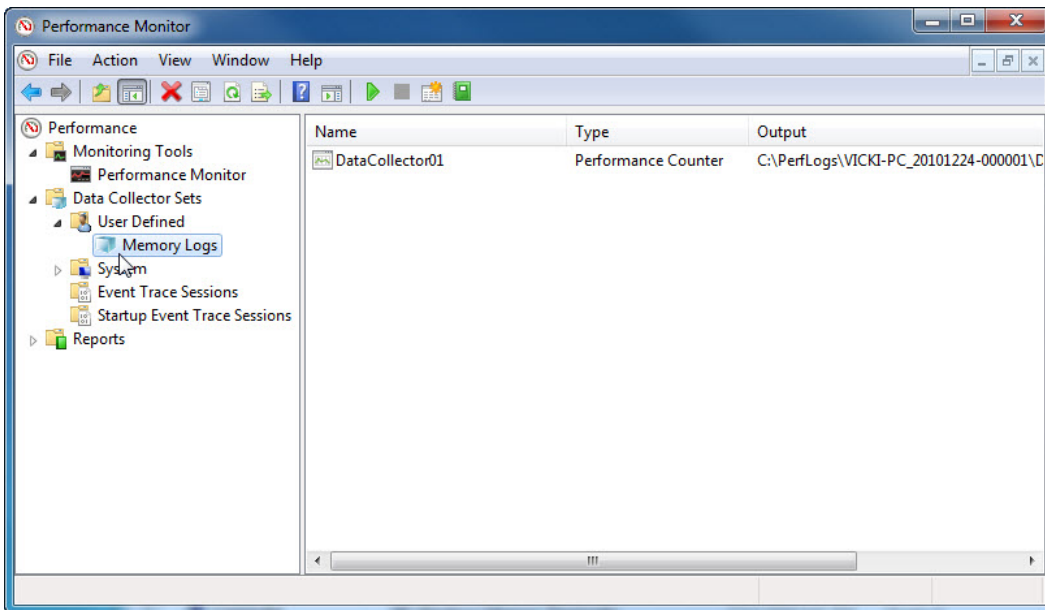 Performance Monitor
File Action View Window Help
Performance
Monitoring Tools
Performance Monitor
Data Collector Sets
User Defined
Memory Logs
System
Event Trace Sessions
Startup Event Trace Sessions
Reports
Name Type Output
DataCollector01 Performance Counter C:\PerfLogs\VICKI-PC_20101224-000001\D